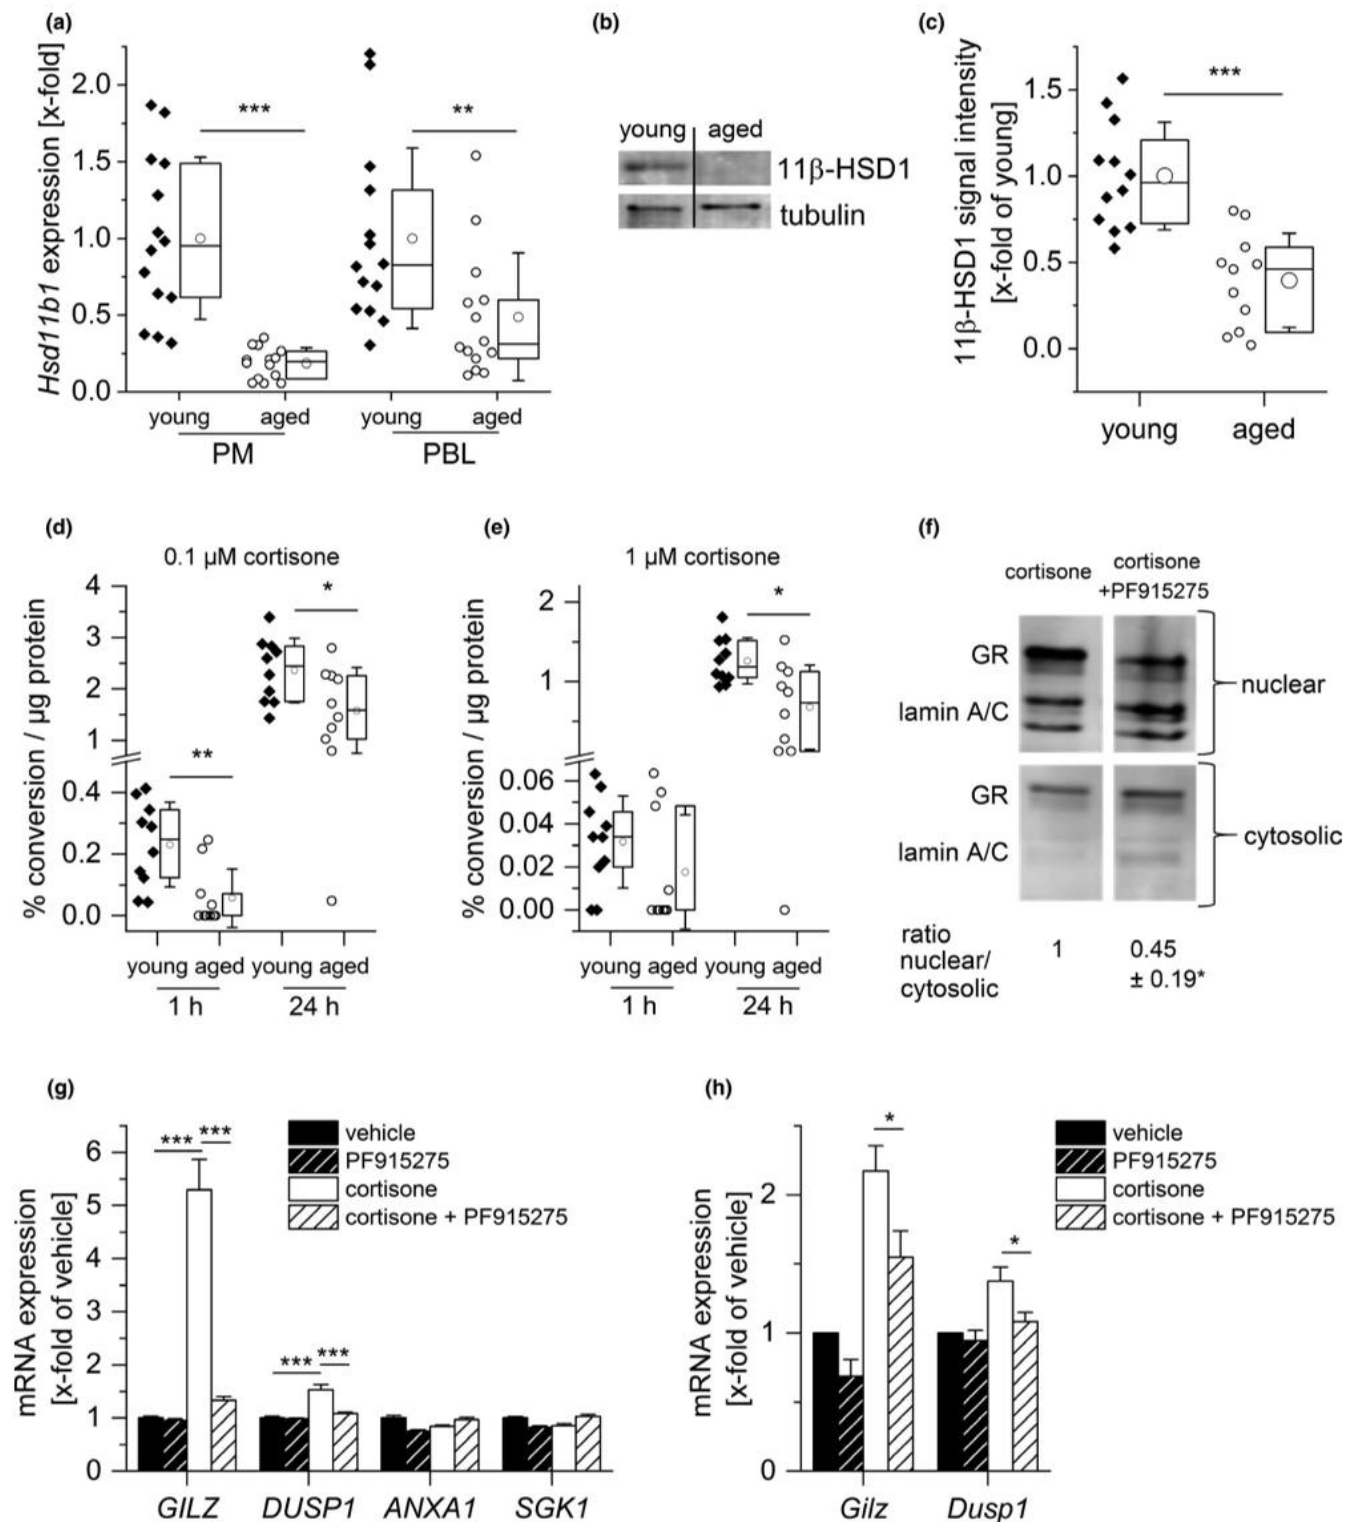 (a)
Hsd11b1 expression [x-fold]
2.0
1.5
1.0
0.5
0.0
***
**
young aged young aged
PM PBL
(b)
young aged
11β-HSD1
tubulin
(c)
11β-HSD1 signal intensity
[x-fold of young]
1.5
1.0
0.5
0.0
***
young aged
(d)
0.1 µM cortisone
% conversion / µg protein
4
3
2
1
0.4
0.2
0.0
*
**
young aged young aged
1 h 24 h
(e)
1 µM cortisone
% conversion / µg protein
2
1
0.06
0.04
0.02
0.00
*
young aged young aged
1 h 24 h
(f)
cortisone
cortisone
+PF915275
GR
lamin A/C
nuclear
GR
lamin A/C
cytosolic
ratio
nuclear/
cytosolic
1
0.45
± 0.19*
(g)
mRNA expression
[x-fold of vehicle]
6
5
4
3
2
1
0
*** ***
*** ***
vehicle
PF915275
cortisone
cortisone + PF915275
GILZ DUSP1 ANXA1 SGK1
(h)
mRNA expression
[x-fold of vehicle]
2
1
0
*
*
vehicle
PF915275
cortisone
cortisone + PF915275
Gilz Dusp1